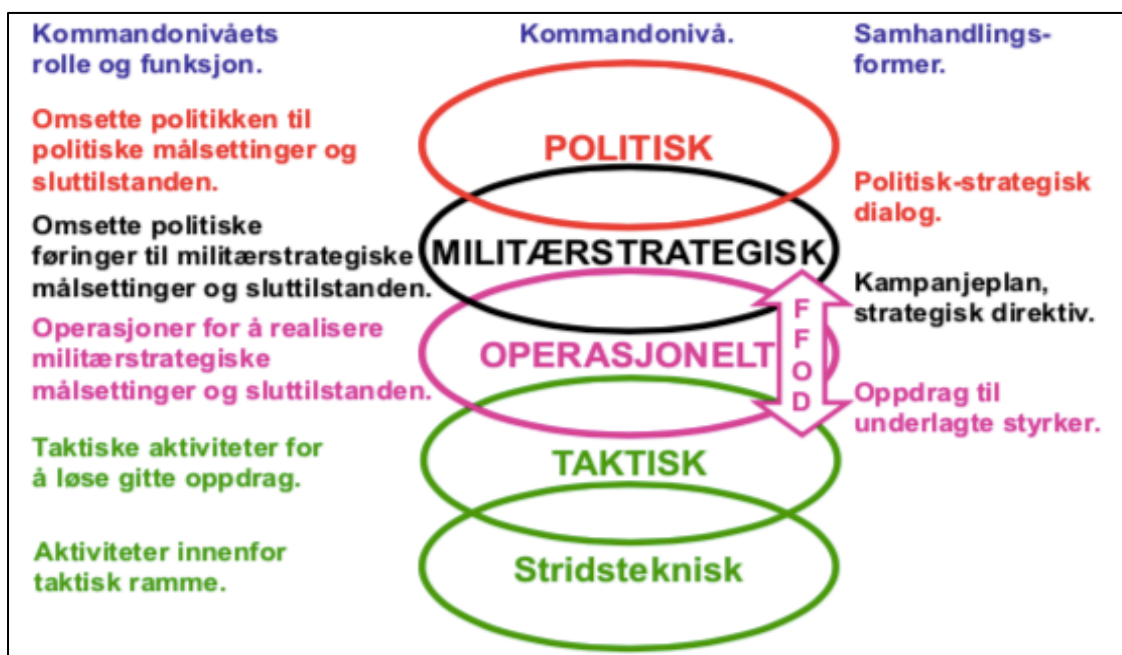 Kommandonivåets
rolle og funksjon.
Kommandonivå.
Samhandlings-
former.
Omsette politikken til
politiske målsettinger og
sluttilstanden.
POLITISK
Politisk-strategisk
dialog.
Omsette politiske
føringer til militærstrategiske
målsettinger og sluttilstanden.
MILITÆRSTRATEGISK
Kampanjeplan,
strategisk direktiv.
Operasjoner for å realisere
militærstrategiske
målsettinger og sluttilstanden.
OPERASJONELT
F
F
O
D
Oppdrag til
underlagte styrker.
Taktiske aktiviteter for
å løse gitte oppdrag.
TAKTISK
Aktiviteter innenfor
taktisk ramme.
Stridsteknisk